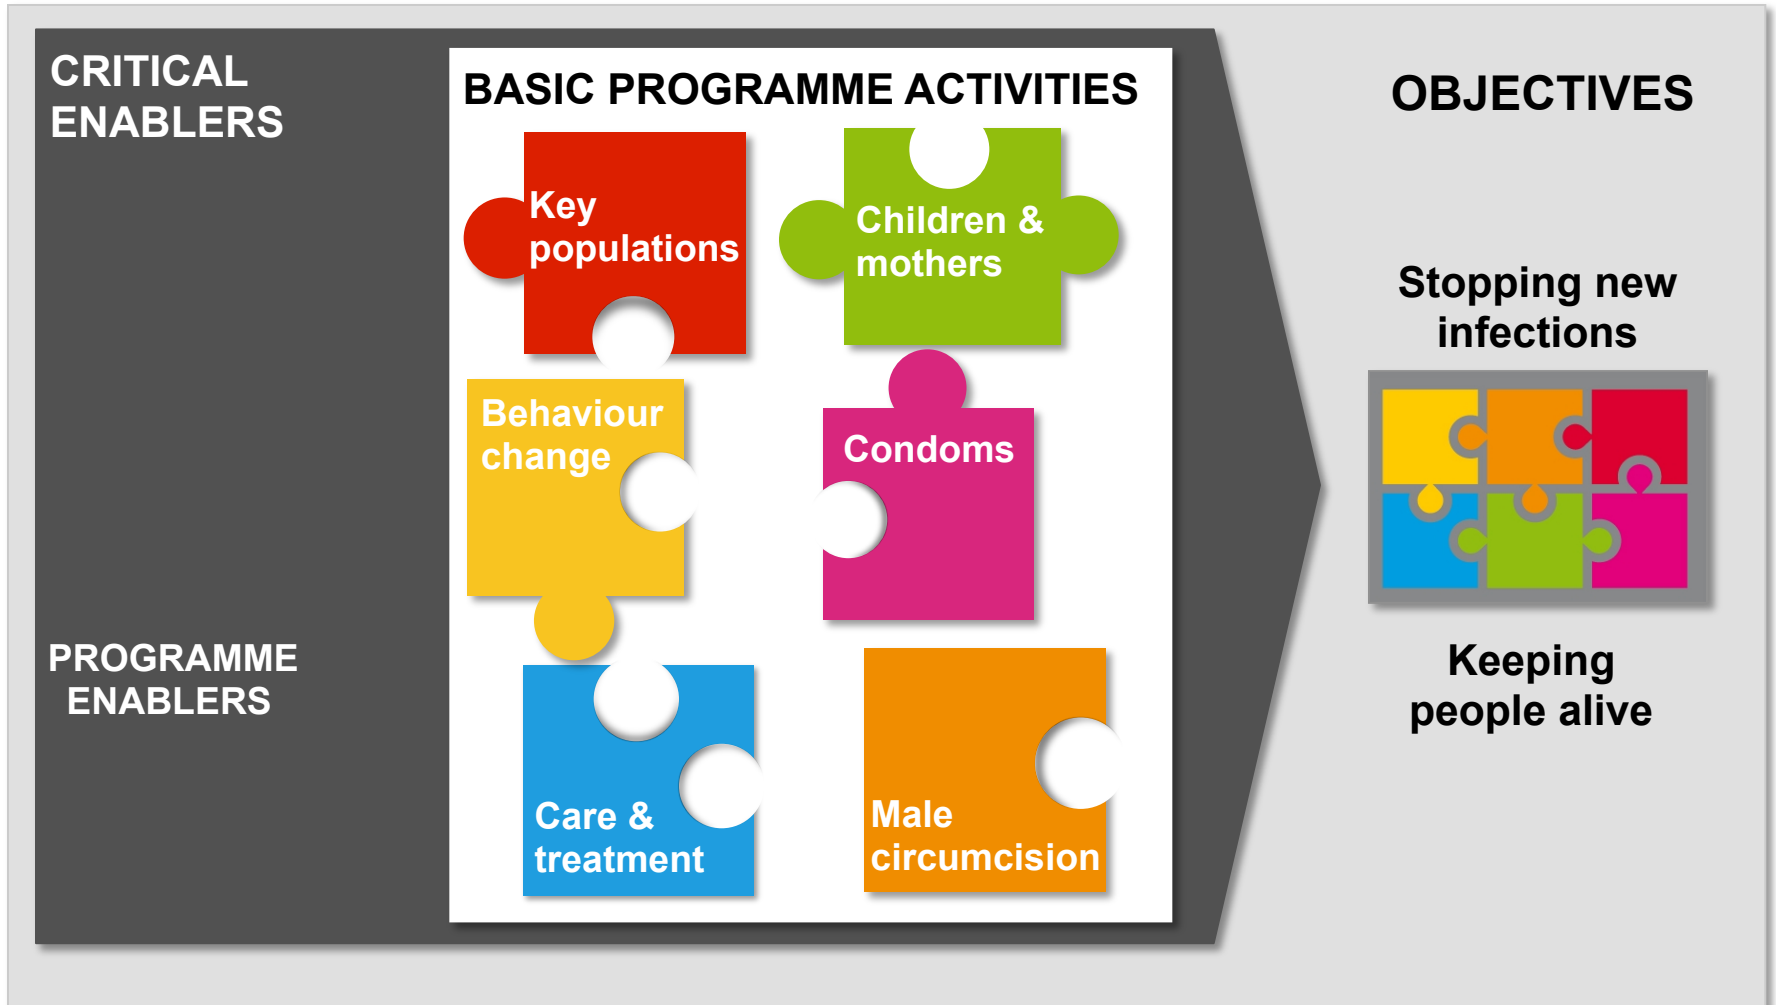 CRITICAL
ENABLERS
PROGRAMME
ENABLERS
BASIC PROGRAMME ACTIVITIES
Key
populations
Children &
mothers
Behaviour
change
Condoms
Care &
treatment
Male
circumcision
OBJECTIVES
Stopping new
infections
Keeping
people alive